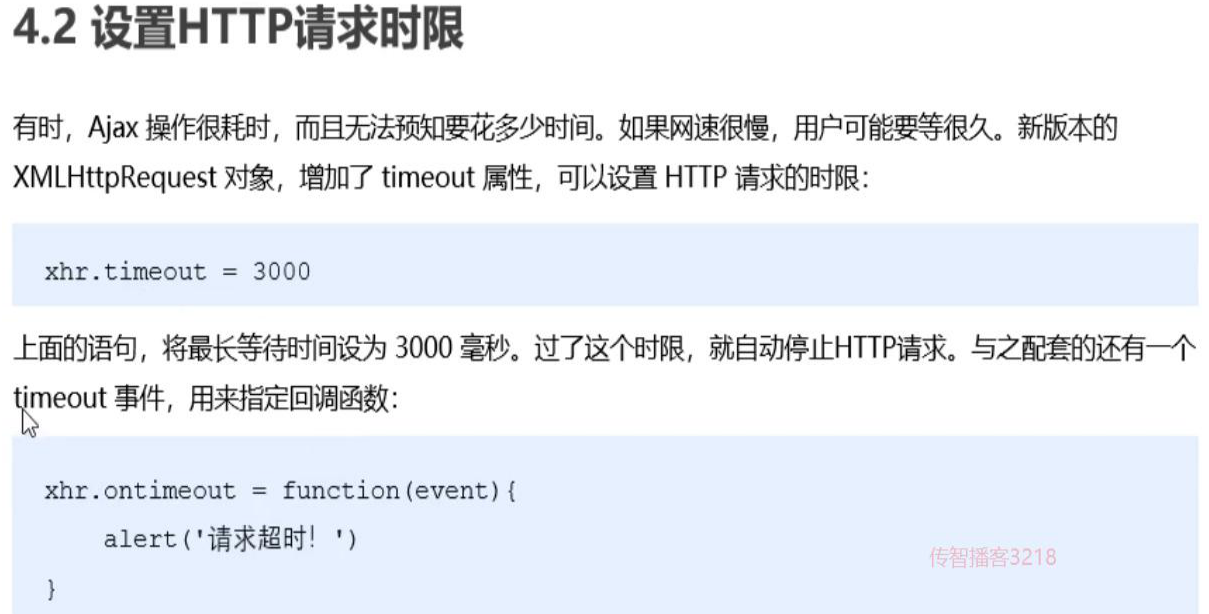 4.2 设置HTTP请求时限
有时，Ajax 操作很耗时，而且无法预知要花多少时间。如果网速很慢，用户可能要等很久。新版本的
XMLHttpRequest 对象，增加了 timeout 属性，可以设置 HTTP 请求的时限：
xhr.timeout = 3000
上面的语句，将最长等待时间设为 3000 毫秒。过了这个时限，就自动停止HTTP请求。与之配套的还有一个
timeout 事件，用来指定回调函数：
xhr.ontimeout = function(event){
    alert('请求超时！')
传智播客3218
}